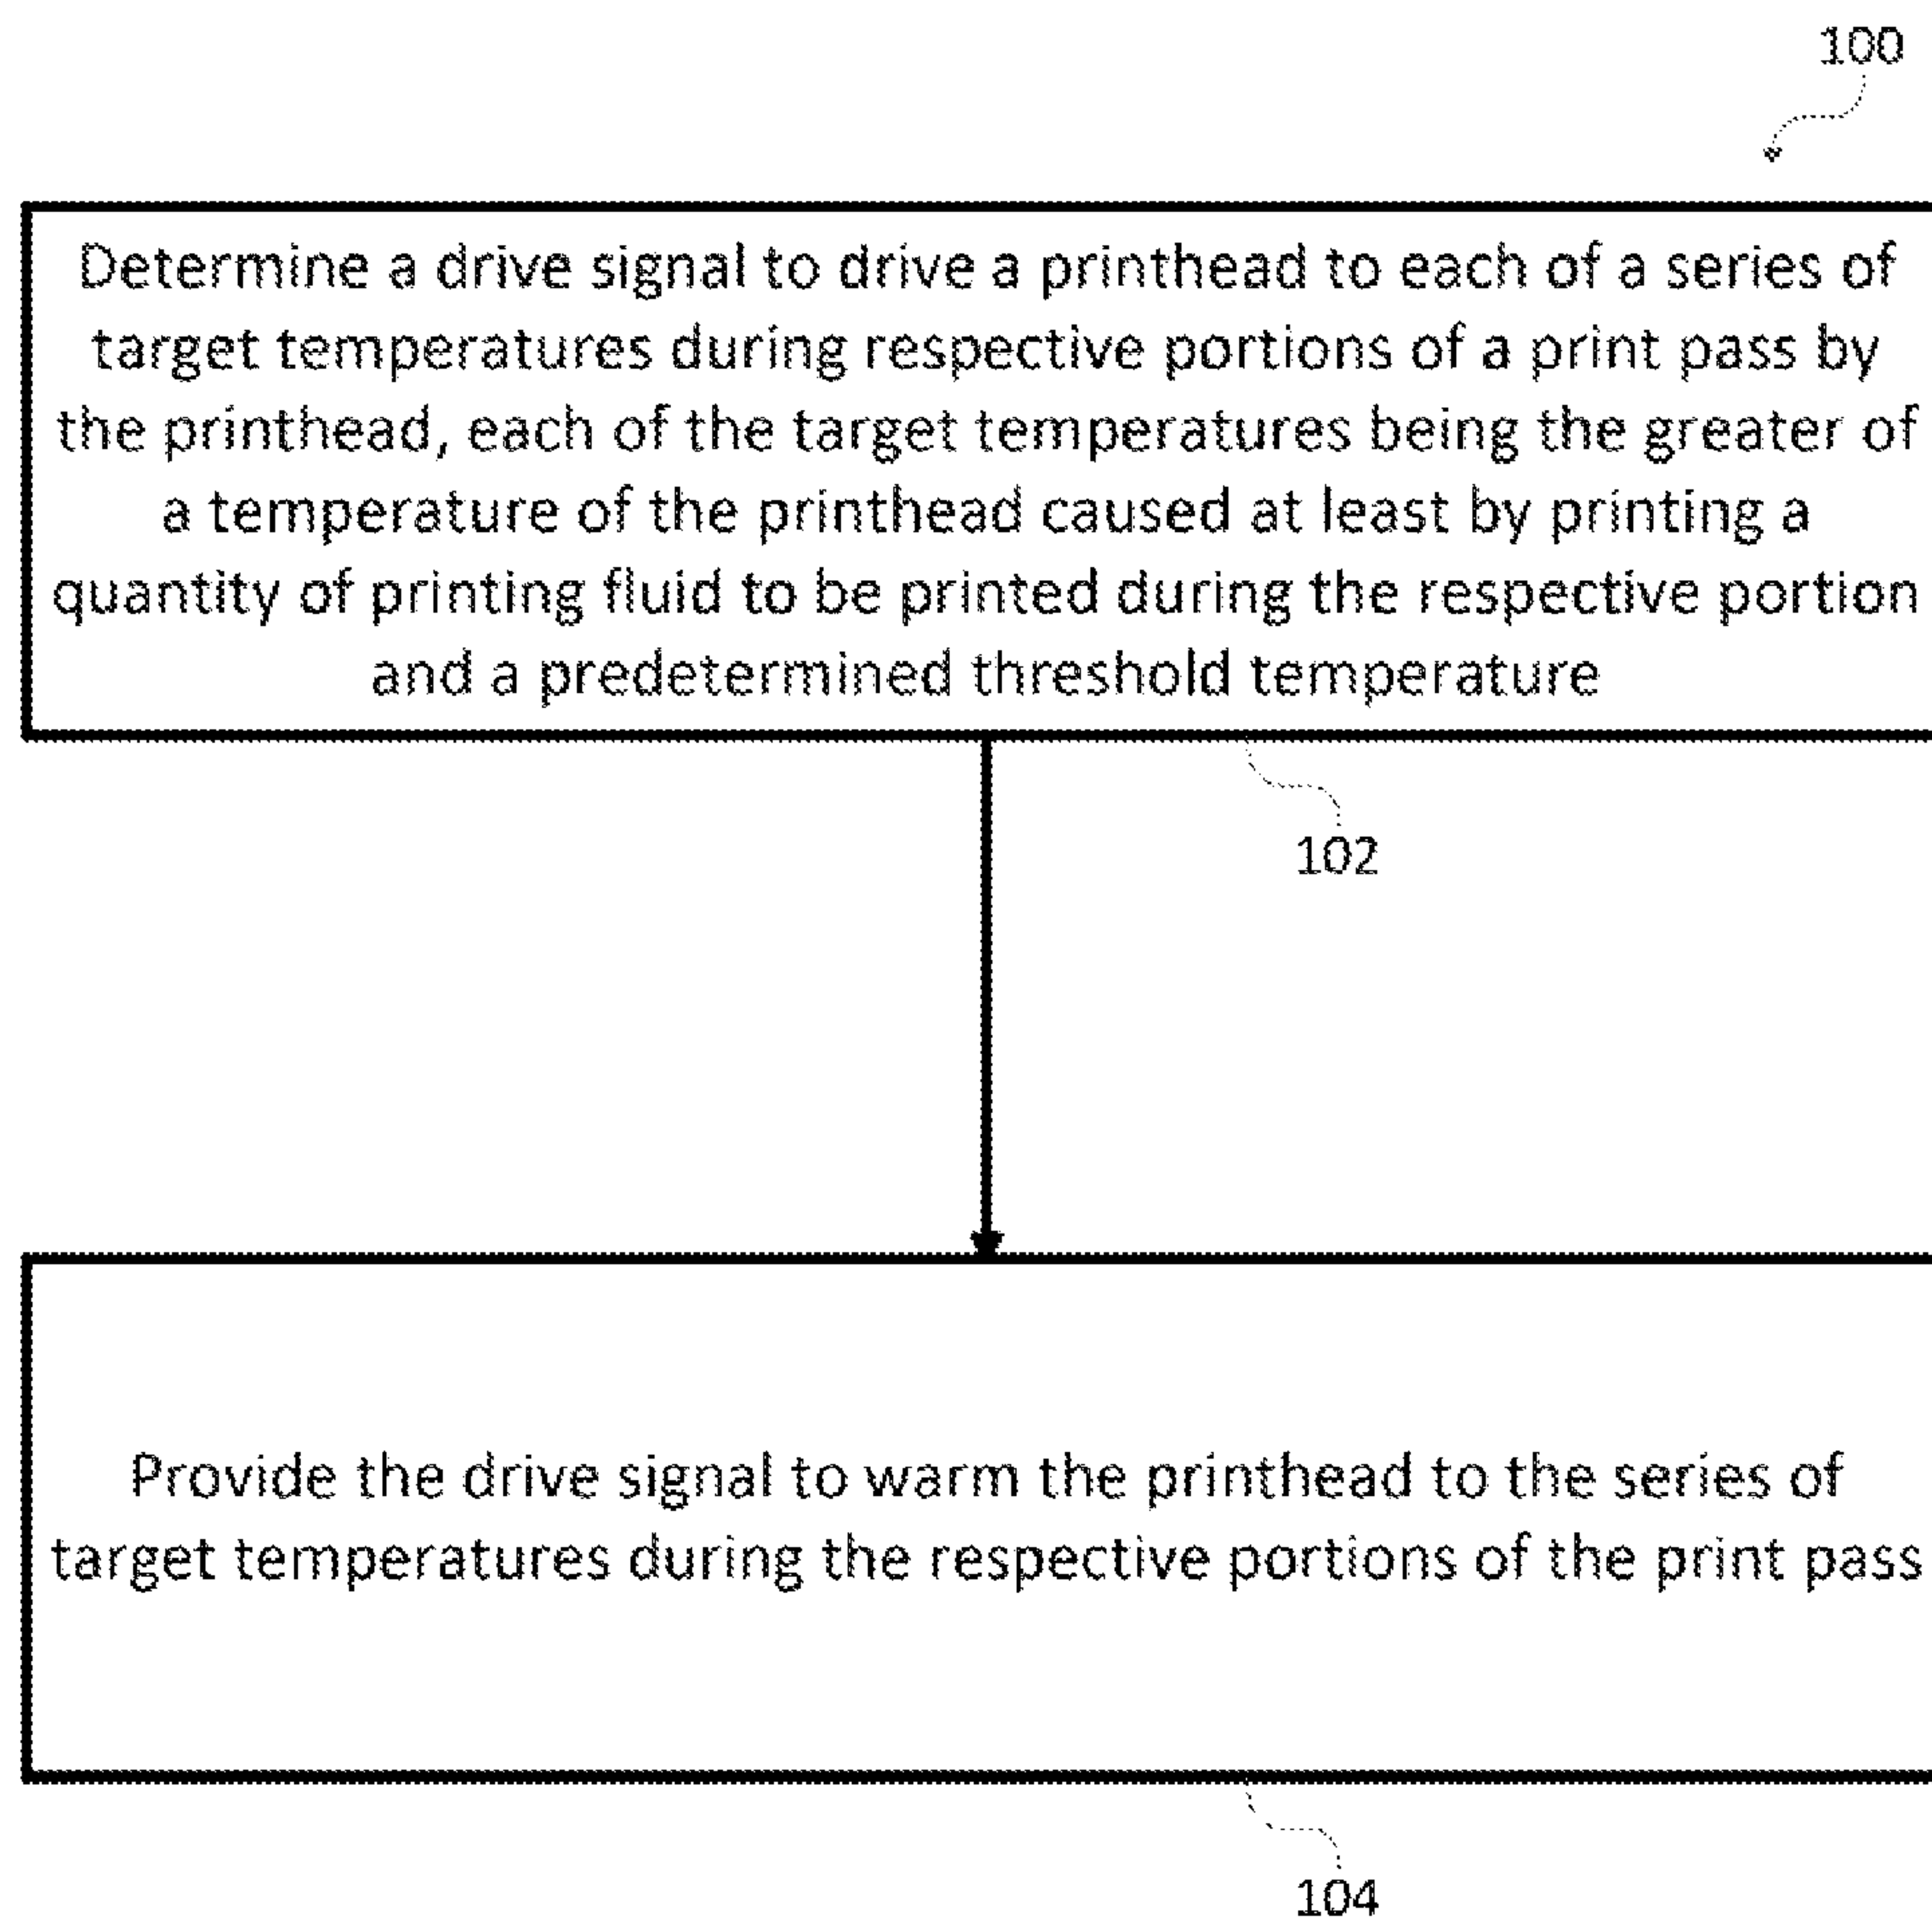 100
Determine a drive signal to drive a printhead to each of a series of
target temperatures during respective portions of a print pass by
the printhead, each of the target temperatures being the greater of
a temperature of the printhead caused at least by printing a
quantity of printing fluid to be printed during the respective portion
and a predetermined threshold temperature
102
Provide the drive signal to warm the printhead to the series of
target temperatures during the respective portions of the print pass
104